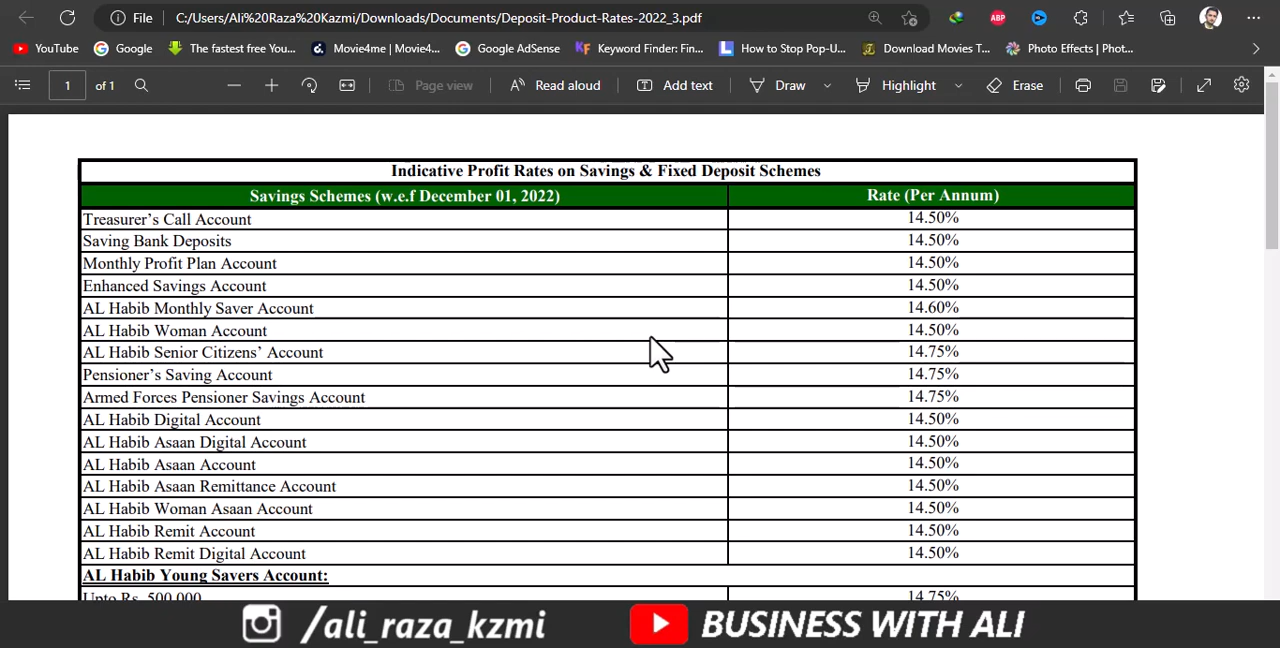 File C:/Users/Ali%20Raza%20Kazmi/Downloads/Documents/Deposit-Product-Rates-2022_3.pdf ABP
YouTube Google The fastest free You... Movie4me | Movie4... Google AdSense Keyword Finder: Fin... How to Stop Pop-U... Download Movies T... Photo Effects | Phot...
1 of 1 Page view Read aloud Add text Draw Highlight Erase
Indicative Profit Rates on Savings & Fixed Deposit Schemes
Savings Schemes (w.e.f December 01, 2022) Rate (Per Annum)
Treasurer’s Call Account 14.50%
Saving Bank Deposits 14.50%
Monthly Profit Plan Account 14.50%
Enhanced Savings Account 14.50%
AL Habib Monthly Saver Account 14.60%
AL Habib Woman Account 14.50%
AL Habib Senior Citizens’ Account 14.75%
Pensioner’s Saving Account 14.75%
Armed Forces Pensioner Savings Account 14.75%
AL Habib Digital Account 14.50%
AL Habib Asaan Digital Account 14.50%
AL Habib Asaan Account 14.50%
AL Habib Asaan Remittance Account 14.50%
AL Habib Woman Asaan Account 14.50%
AL Habib Remit Account 14.50%
AL Habib Remit Digital Account 14.50%
AL Habib Young Savers Account:
Upto Rs. 500,000 14.75%
/ali_raza_kzmi BUSINESS WITH ALI